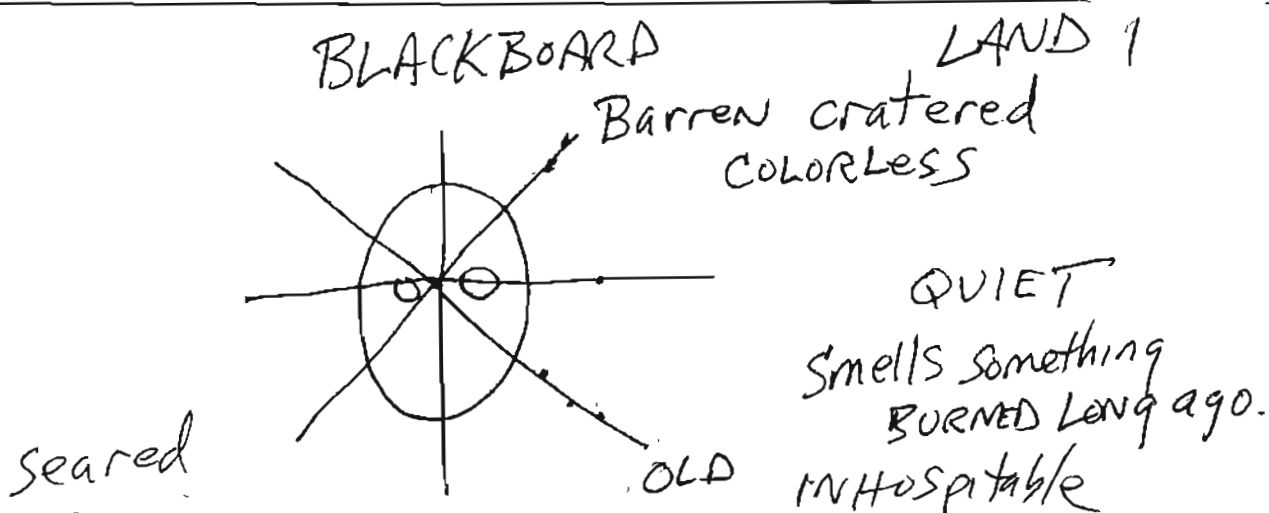 BLACKBOARD
LAND 1
Barren cratered
COLORLESS
QUIET
Smells something
BURNED LONG ago.
seared
OLD
INHospitable